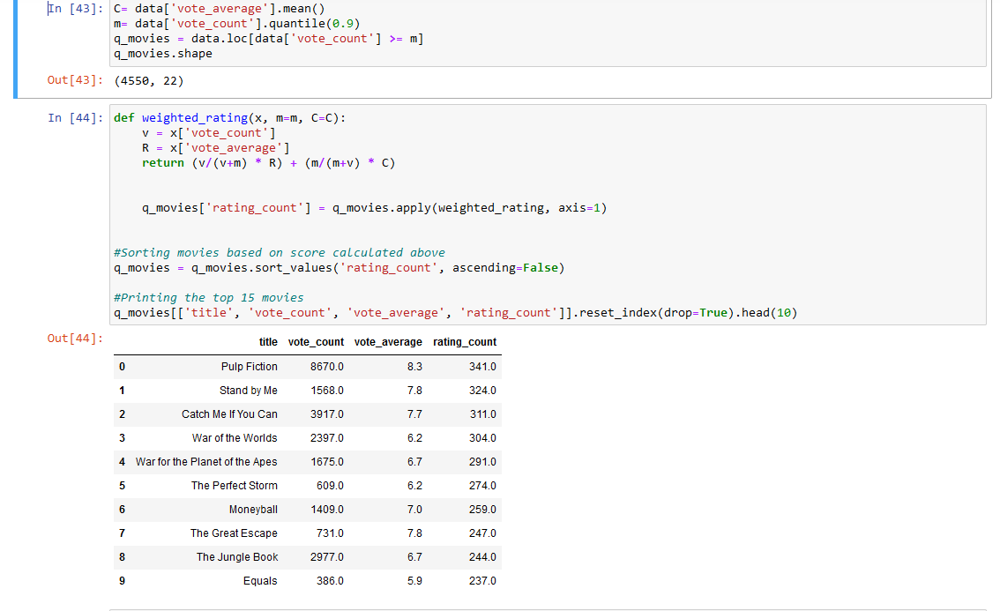 In [43]: C= data['vote_average'].mean()
m= data['vote_count'].quantile(0.9)
q_movies = data.loc[data['vote_count'] >= m]
q_movies.shape
Out[43]: (4550, 22)
In [44]: def weighted_rating(x, m=m, C=C):
    v = x['vote_count']
    R = x['vote_average']
    return (v/(v+m) * R) + (m/(m+v) * C)
    q_movies['rating_count'] = q_movies.apply(weighted_rating, axis=1)
#Sorting movies based on score calculated above
q_movies = q_movies.sort_values('rating_count', ascending=False)
#Printing the top 15 movies
q_movies[['title', 'vote_count', 'vote_average', 'rating_count']].reset_index(drop=True).head(10)
Out[44]:
title vote_count vote_average rating_count
0 Pulp Fiction 8670.0 8.3 341.0
1 Stand by Me 1568.0 7.8 324.0
2 Catch Me If You Can 3917.0 7.7 311.0
3 War of the Worlds 2397.0 6.2 304.0
4 War for the Planet of the Apes 1675.0 6.7 291.0
5 The Perfect Storm 609.0 6.2 274.0
6 Moneyball 1409.0 7.0 259.0
7 The Great Escape 731.0 7.8 247.0
8 The Jungle Book 2977.0 6.7 244.0
9 Equals 386.0 5.9 237.0